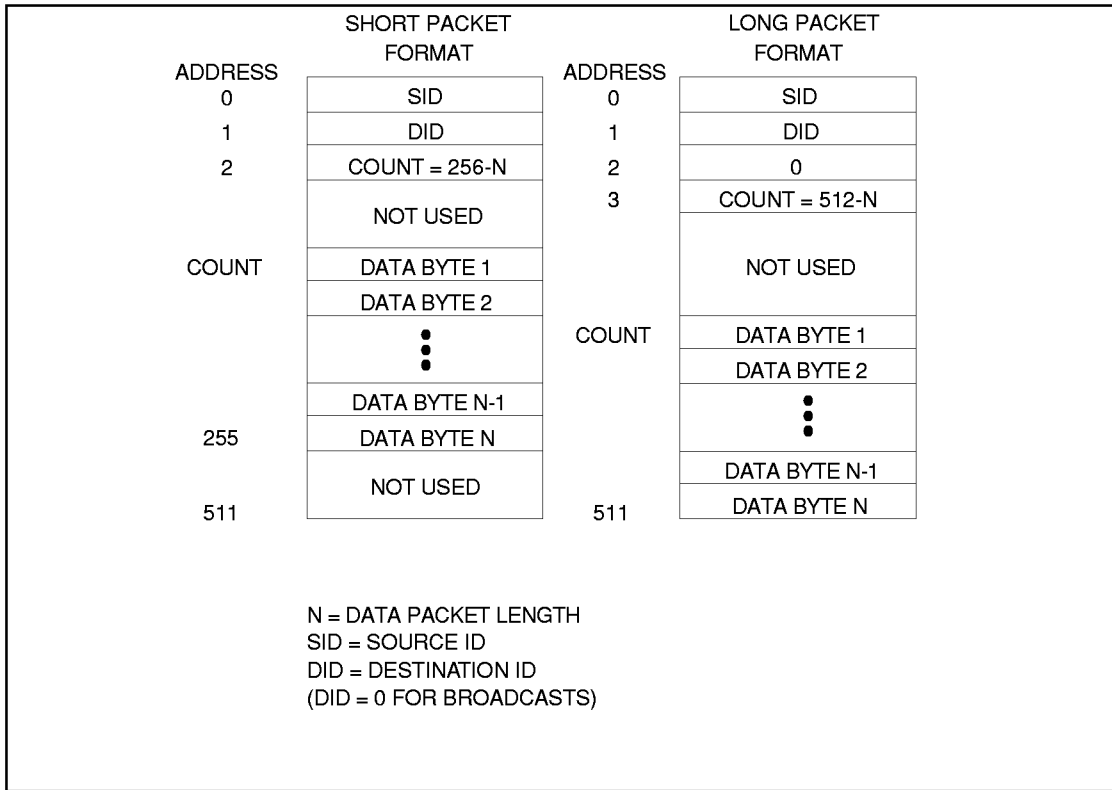 SHORT PACKET
FORMAT
ADDRESS
0 SID
1 DID
2 COUNT = 256-N
NOT USED
COUNT DATA BYTE 1
DATA BYTE 2
DATA BYTE N-1
255 DATA BYTE N
NOT USED
511
LONG PACKET
FORMAT
ADDRESS
0 SID
1 DID
2 0
3 COUNT = 512-N
NOT USED
COUNT DATA BYTE 1
DATA BYTE 2
DATA BYTE N-1
511 DATA BYTE N
N = DATA PACKET LENGTH
SID = SOURCE ID
DID = DESTINATION ID
(DID = 0 FOR BROADCASTS)